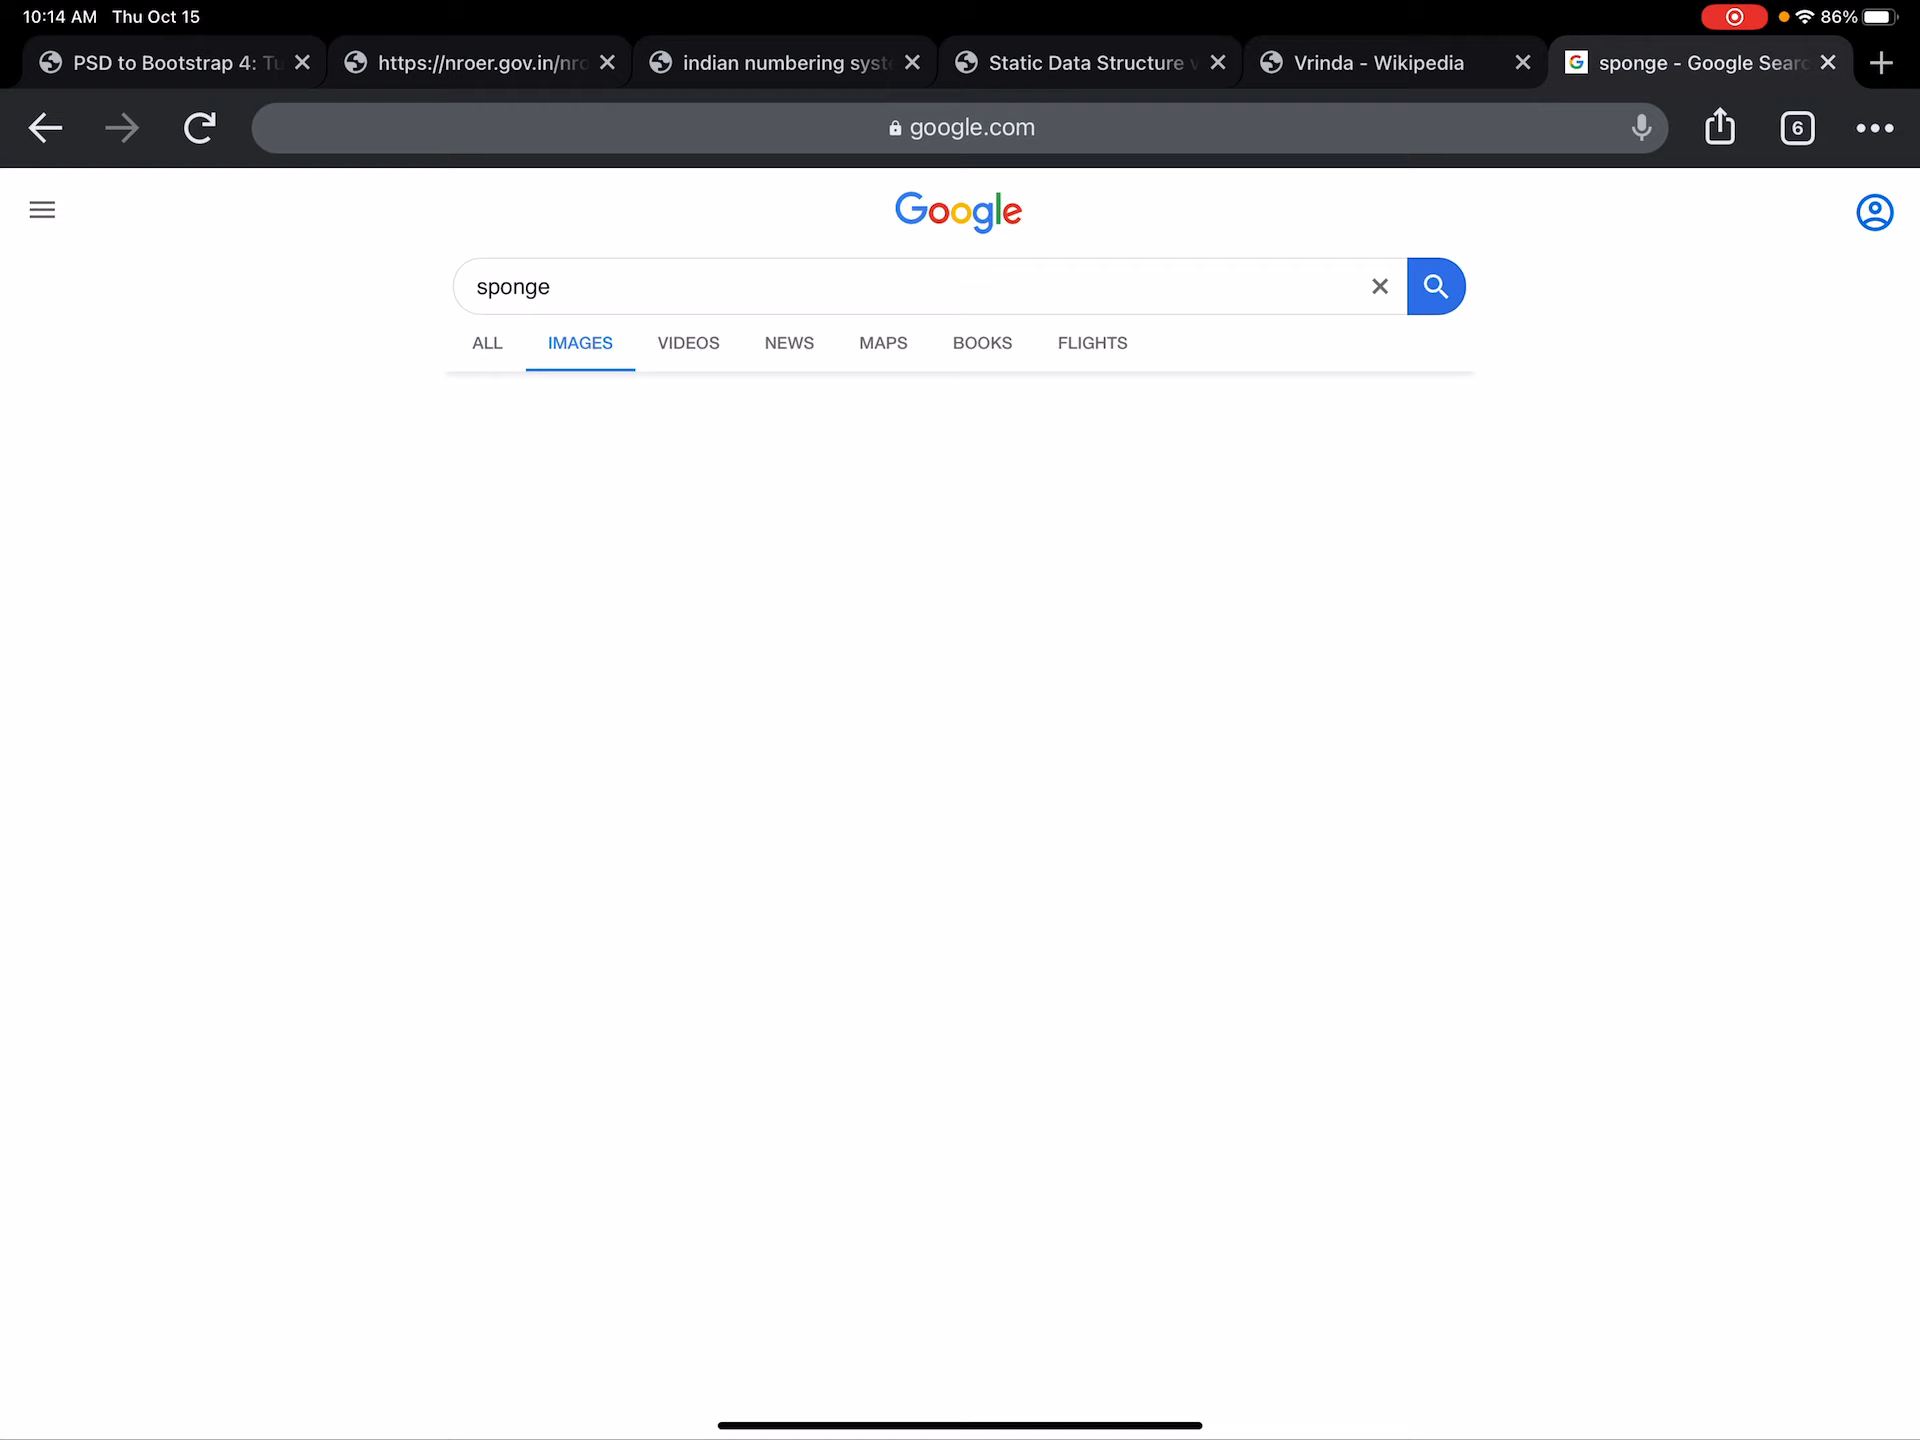 10:14 AM Thu Oct 15
86%
PSD to Bootstrap 4: Tu
https://nroer.gov.in/nro
indian numbering syst
Static Data Structure v
Vrinda - Wikipedia
sponge - Google Searc
google.com
6
Google
sponge
ALL IMAGES VIDEOS NEWS MAPS BOOKS FLIGHTS